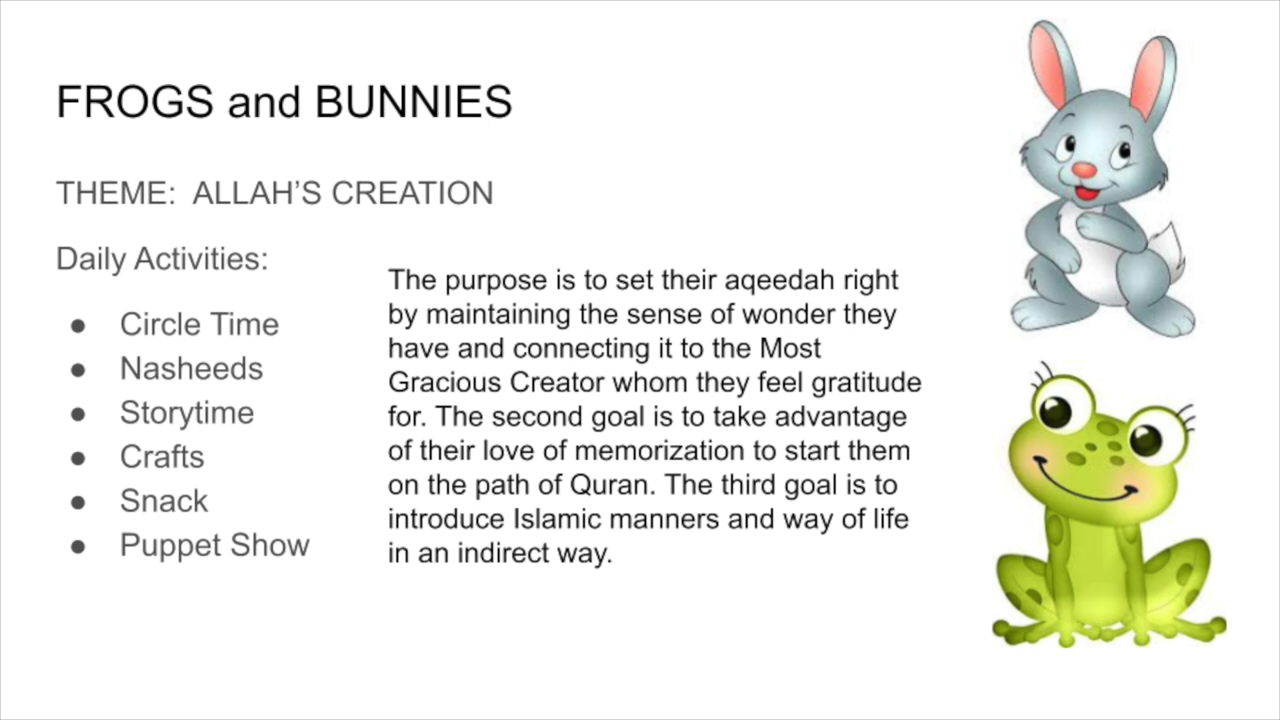 FROGS and BUNNIES
THEME:  ALLAH’S CREATION
Daily Activities:
● Circle Time
● Nasheeds
● Storytime
● Crafts
● Snack
● Puppet Show
The purpose is to set their aqeedah right
by maintaining the sense of wonder they
have and connecting it to the Most
Gracious Creator whom they feel gratitude
for. The second goal is to take advantage
of their love of memorization to start them
on the path of Quran. The third goal is to
introduce Islamic manners and way of life
in an indirect way.